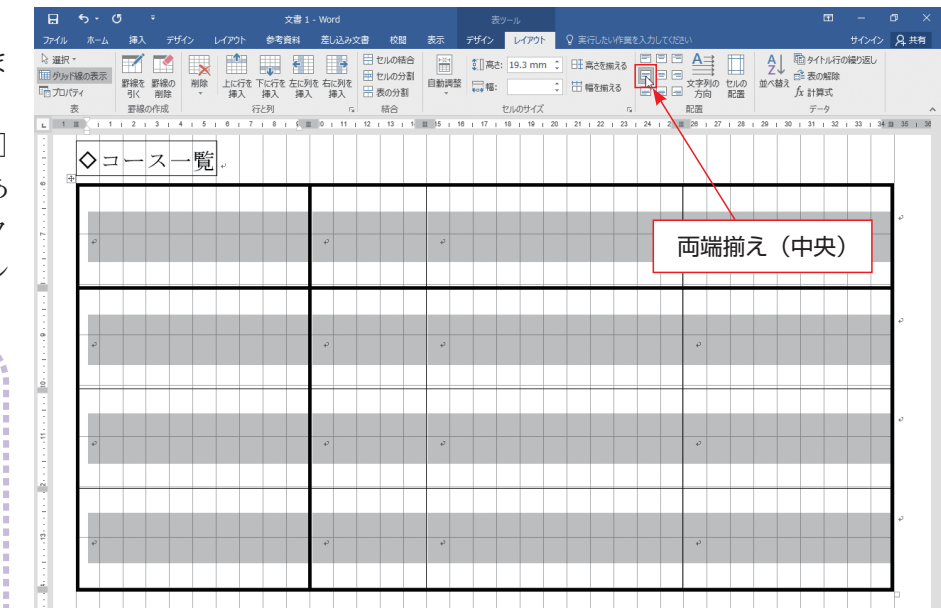 文書 1 - Word
表ツール
ファイル ホーム 挿入 デザイン レイアウト 参考資料 差し込み文書 校閲 表示 デザイン レイアウト 実行したい作業を入力してください サインイン 共有
選択
グリッド線の表示
プロパティ
罫線を引く
罫線の削除
削除
上に行を挿入
下に行を挿入
左に列を挿入
右に列を挿入
セルの結合
セルの分割
表の分割
自動調整
高さ: 19.3 mm
幅:
高さを揃える
幅を揃える
文字列の方向
セルの配置
並べ替え
タイトル行の繰り返し
表の解除
計算式
表 罫線の作成 行と列 結合 セルのサイズ 配置 データ
◇コース一覧
両端揃え（中央）